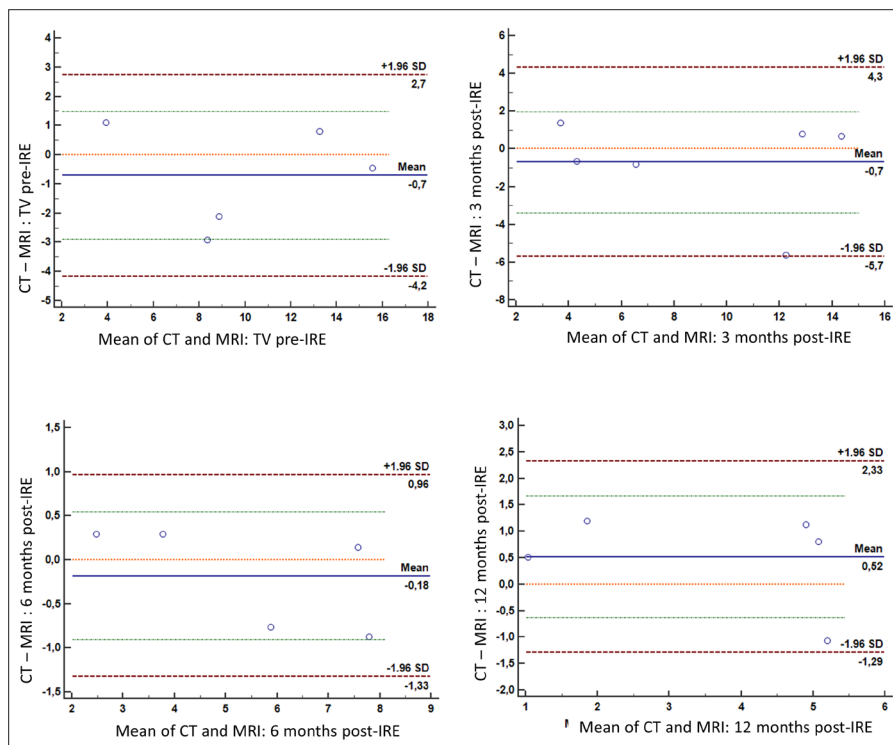 4
3
2
1
0
-1
-2
-3
-4
-5
+1.96 SD
2,7
Mean
-0,7
-1.96 SD
-4,2
2 4 6 8 10 12 14 16 18
CT – MRI : TV pre-IRE
Mean of CT and MRI: TV pre-IRE
6
4
2
0
-2
-4
-6
-8
+1.96 SD
4,3
Mean
-0,7
-1.96 SD
-5,7
2 4 6 8 10 12 14 16
CT – MRI : 3 months post-IRE
Mean of CT and MRI: 3 months post-IRE
1,5
1,0
0,5
0,0
-0,5
-1,0
-1,5
+1.96 SD
0,96
Mean
-0,18
-1.96 SD
-1,33
2 3 4 5 6 7 8 9
CT – MRI : 6 months post-IRE
Mean of CT and MRI: 6 months post-IRE
3,0
2,5
2,0
1,5
1,0
0,5
0,0
-0,5
-1,0
-1,5
-2,0
+1.96 SD
2,33
Mean
0,52
-1.96 SD
-1,29
1 2 3 4 5 6
CT – MRI : 12 months post-IRE
Mean of CT and MRI: 12 months post-IRE